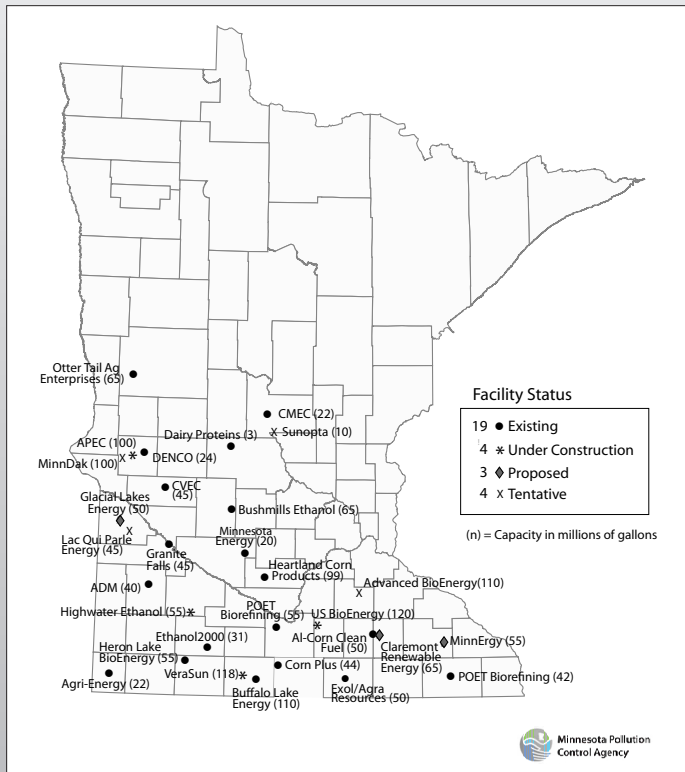 Otter Tail Ag
Enterprises (65)
CMEC (22)
Sunopta (10)
Dairy Proteins (3)
APEC (100)
MinnDak (100)
DENCO (24)
CVEC
(45)
Glacial Lakes
Energy (50)
Bushmills Ethanol (65)
Lac Qui Parle
Energy (45)
Granite
Falls (45)
Minnesota
Energy (20)
Heartland Corn
Products (99)
Advanced BioEnergy(110)
ADM (40)
Highwater Ethanol (55)
POET
Biorefining (55)
US BioEnergy (120)
Al-Corn Clean
Fuel (50)
Claremont
Renewable
Energy (65)
MinnErgy (55)
Ethanol2000 (31)
Heron Lake
BioEnergy (55)
VeraSun (118)
Corn Plus (44)
Agri-Energy (22)
Buffalo Lake
Energy (110)
Exol/Agra
Resources (50)
POET Biorefining (42)
Facility Status
19 ● Existing
4 * Under Construction
3 ◆ Proposed
4 x Tentative
(n) = Capacity in millions of gallons
Minnesota Pollution
Control Agency